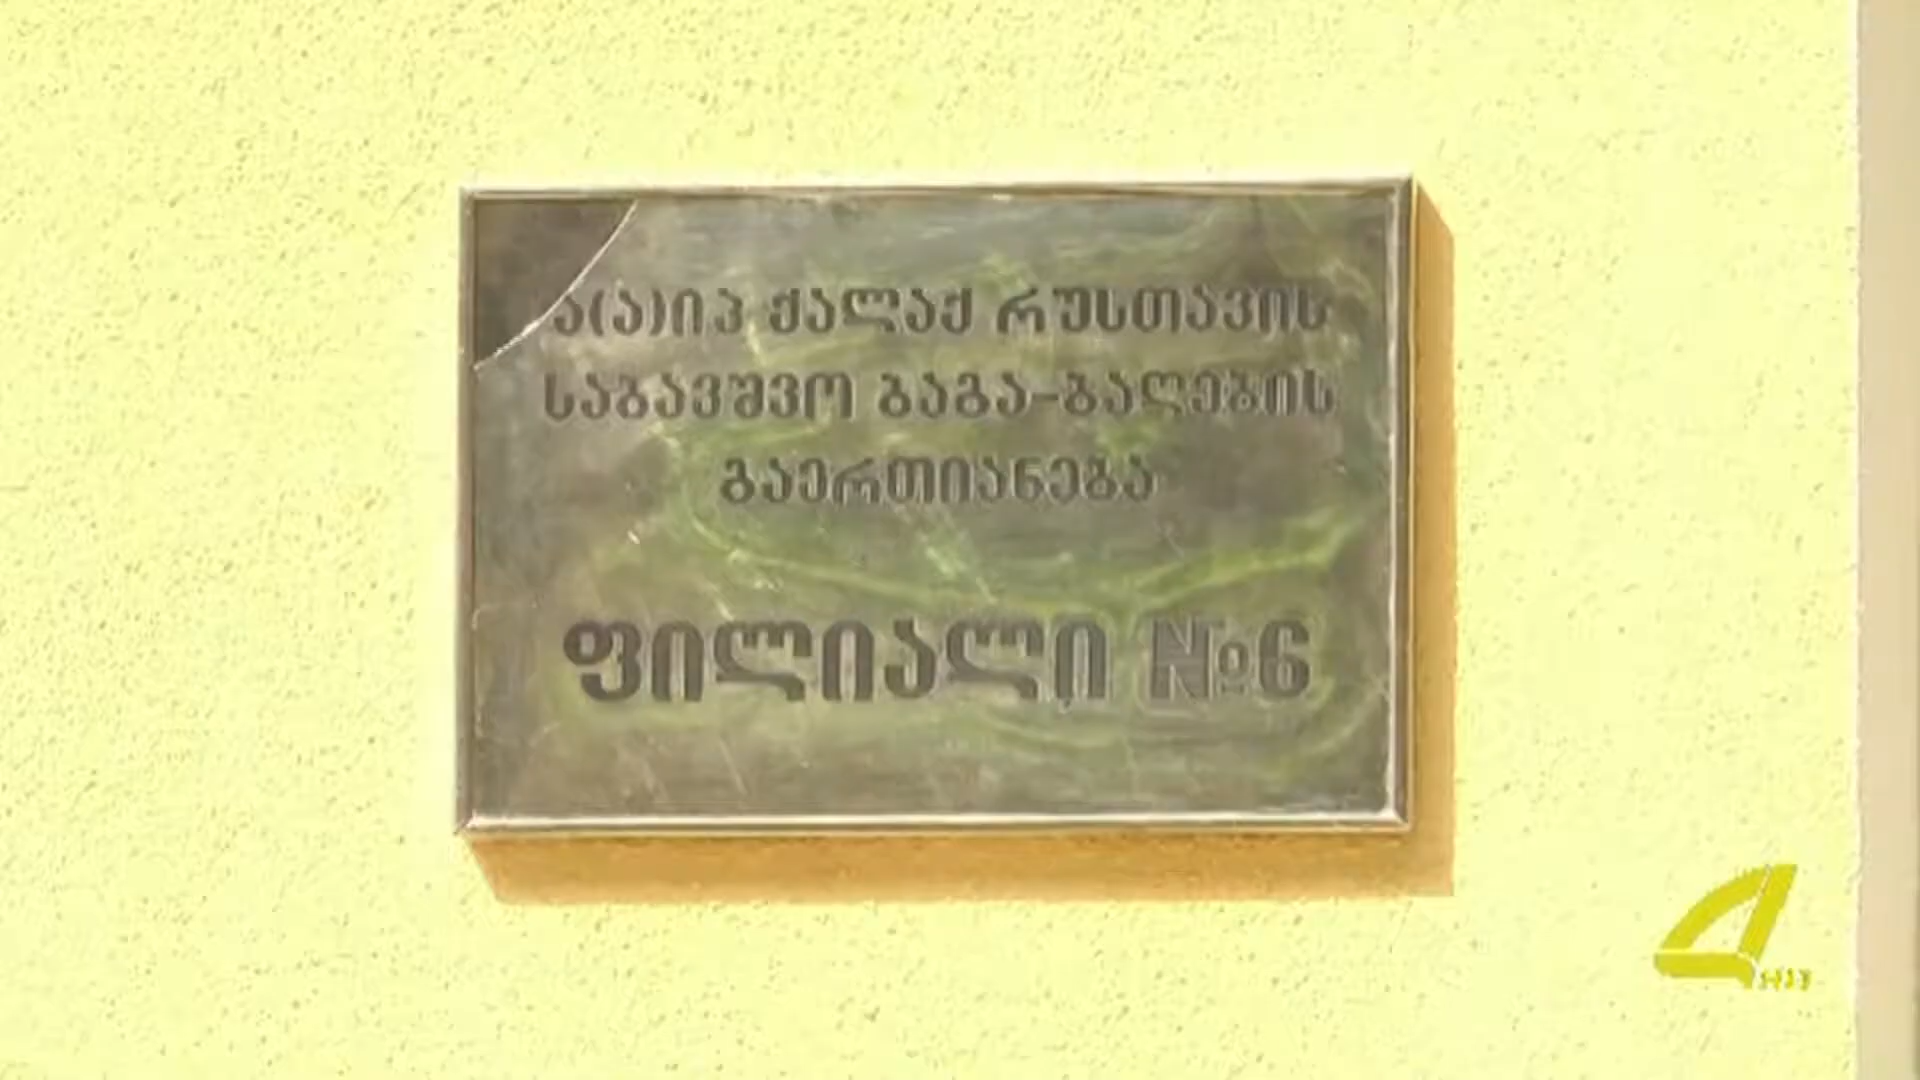 ა(ა)იპ ქალაქ რუსთავის
საბავშვო ბაგა-ბაღების
გაერთიანება
ფილიალი №6